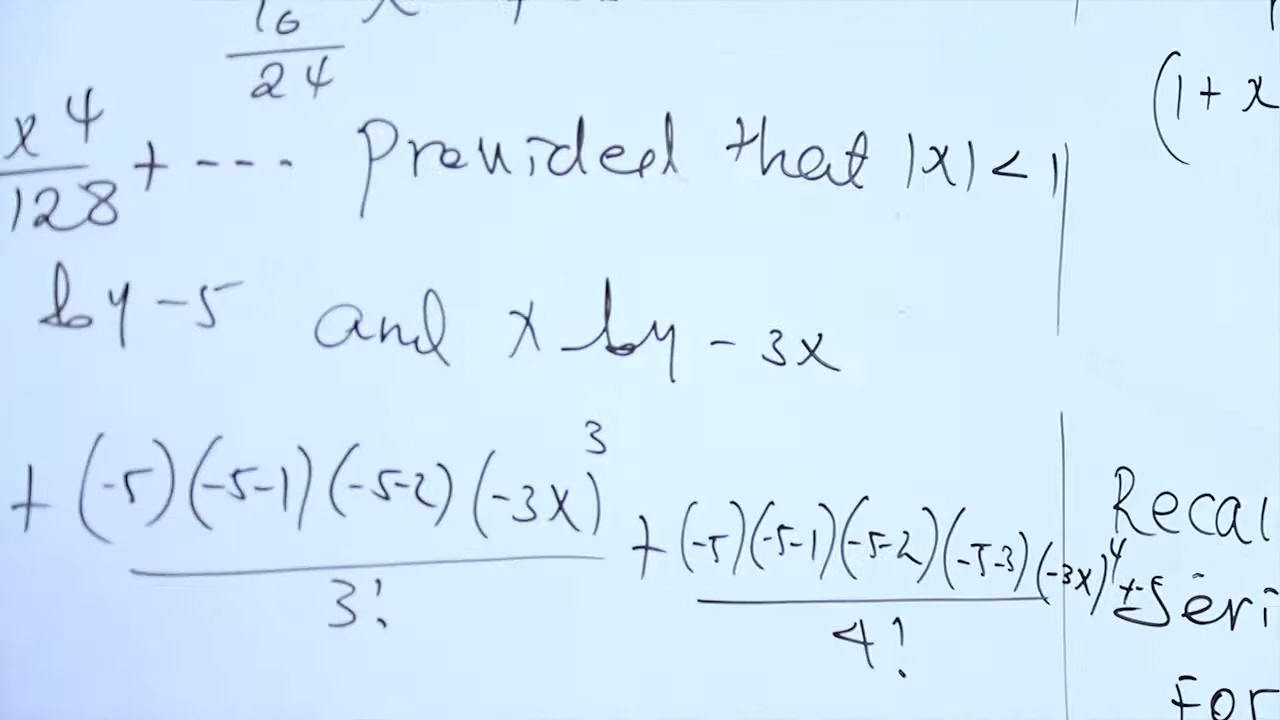 16/24
(1 + x
x^4/128 + --- Provided that |x| < 1
by -5 and x by -3x
+ (-5)(-5-1)(-5-2)(-3x)^3/3! + (-5)(-5-1)(-5-2)(-5-3)(-3x)^4/4! +-
Recal
Seri
For